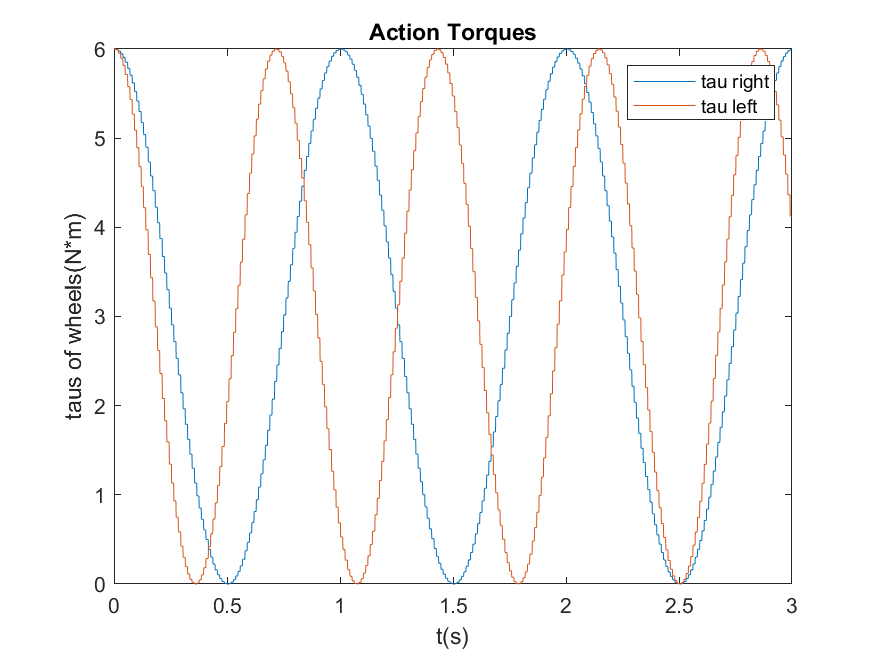 Action Torques
tau right
tau left
taus of wheels(N*m)
6
5
4
3
2
1
0
0 0.5 1 1.5 2 2.5 3
t(s)